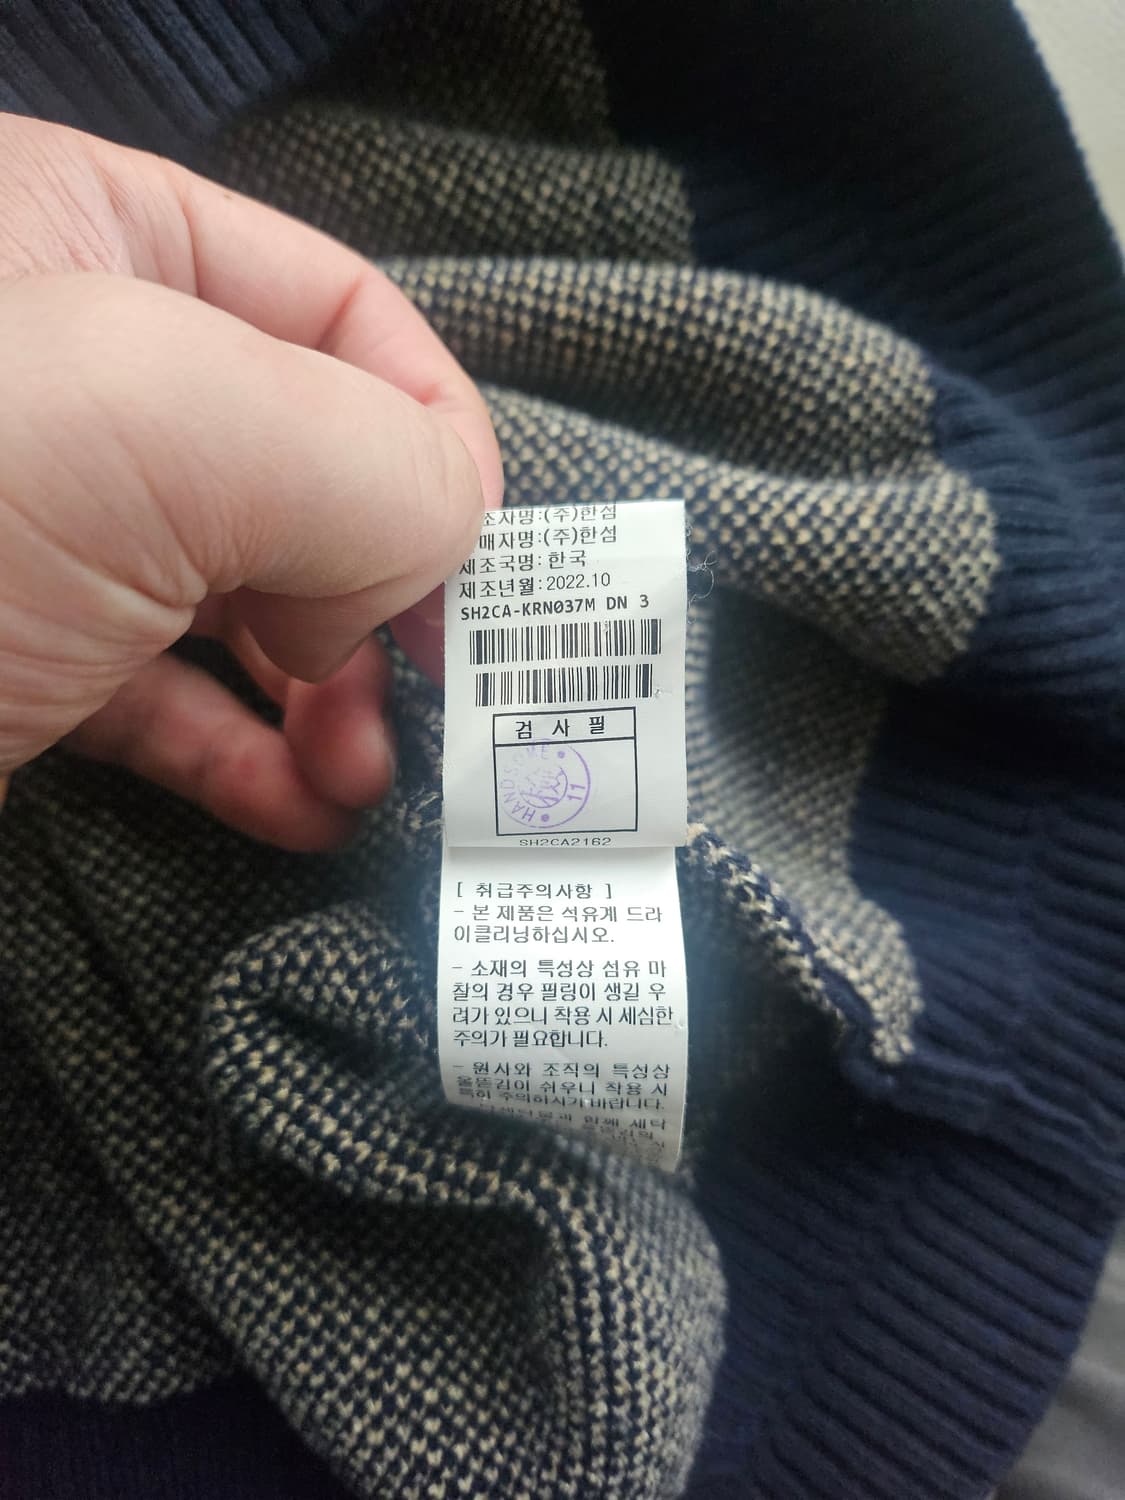 조자명:(주)한섬
매자명:(주)한섬
제조국명: 한국
제조년월:2022.10
SH2CA-KRN037M DN 3
검 사 필
HANDSOME
11
SH2CA2162
[ 취급주의사항 ]
- 본 제품은 석유계 드라
이클리닝하십시오.
- 소재의 특성상 섬유 마
찰의 경우 필링이 생길 우
려가 있으니 착용 시 세심한
주의가 필요합니다.
- 원사와 조직의 특성상
올뜯김이 쉬우니 착용 시
특히 주의하시기 바랍니다.
함께 세탁